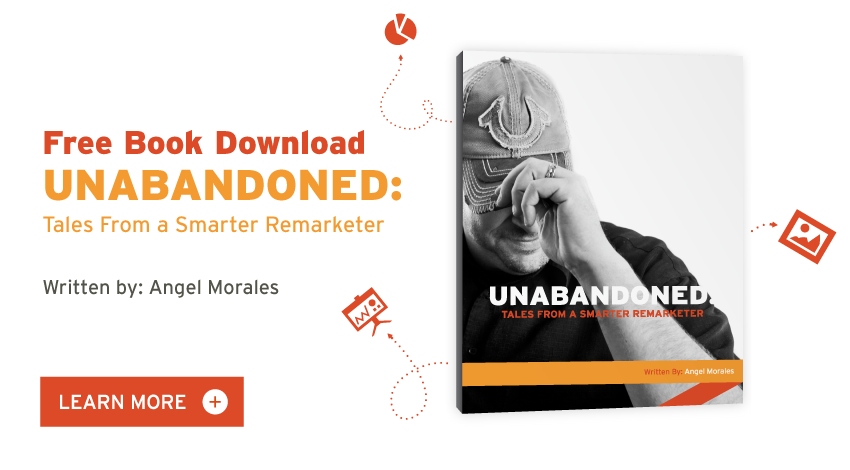 Free Book Download
UNABANDONED:
Tales From a Smarter Remarketer
Written by: Angel Morales
LEARN MORE
UNABANDONED:
TALES FROM A SMARTER REMARKETER
Written By: Angel Morales